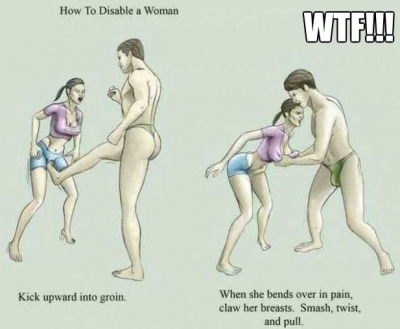 How To Disable a Woman
WTF!!!
Kick upward into groin.
When she bends over in pain,
claw her breasts. Smash, twist,
and pull.